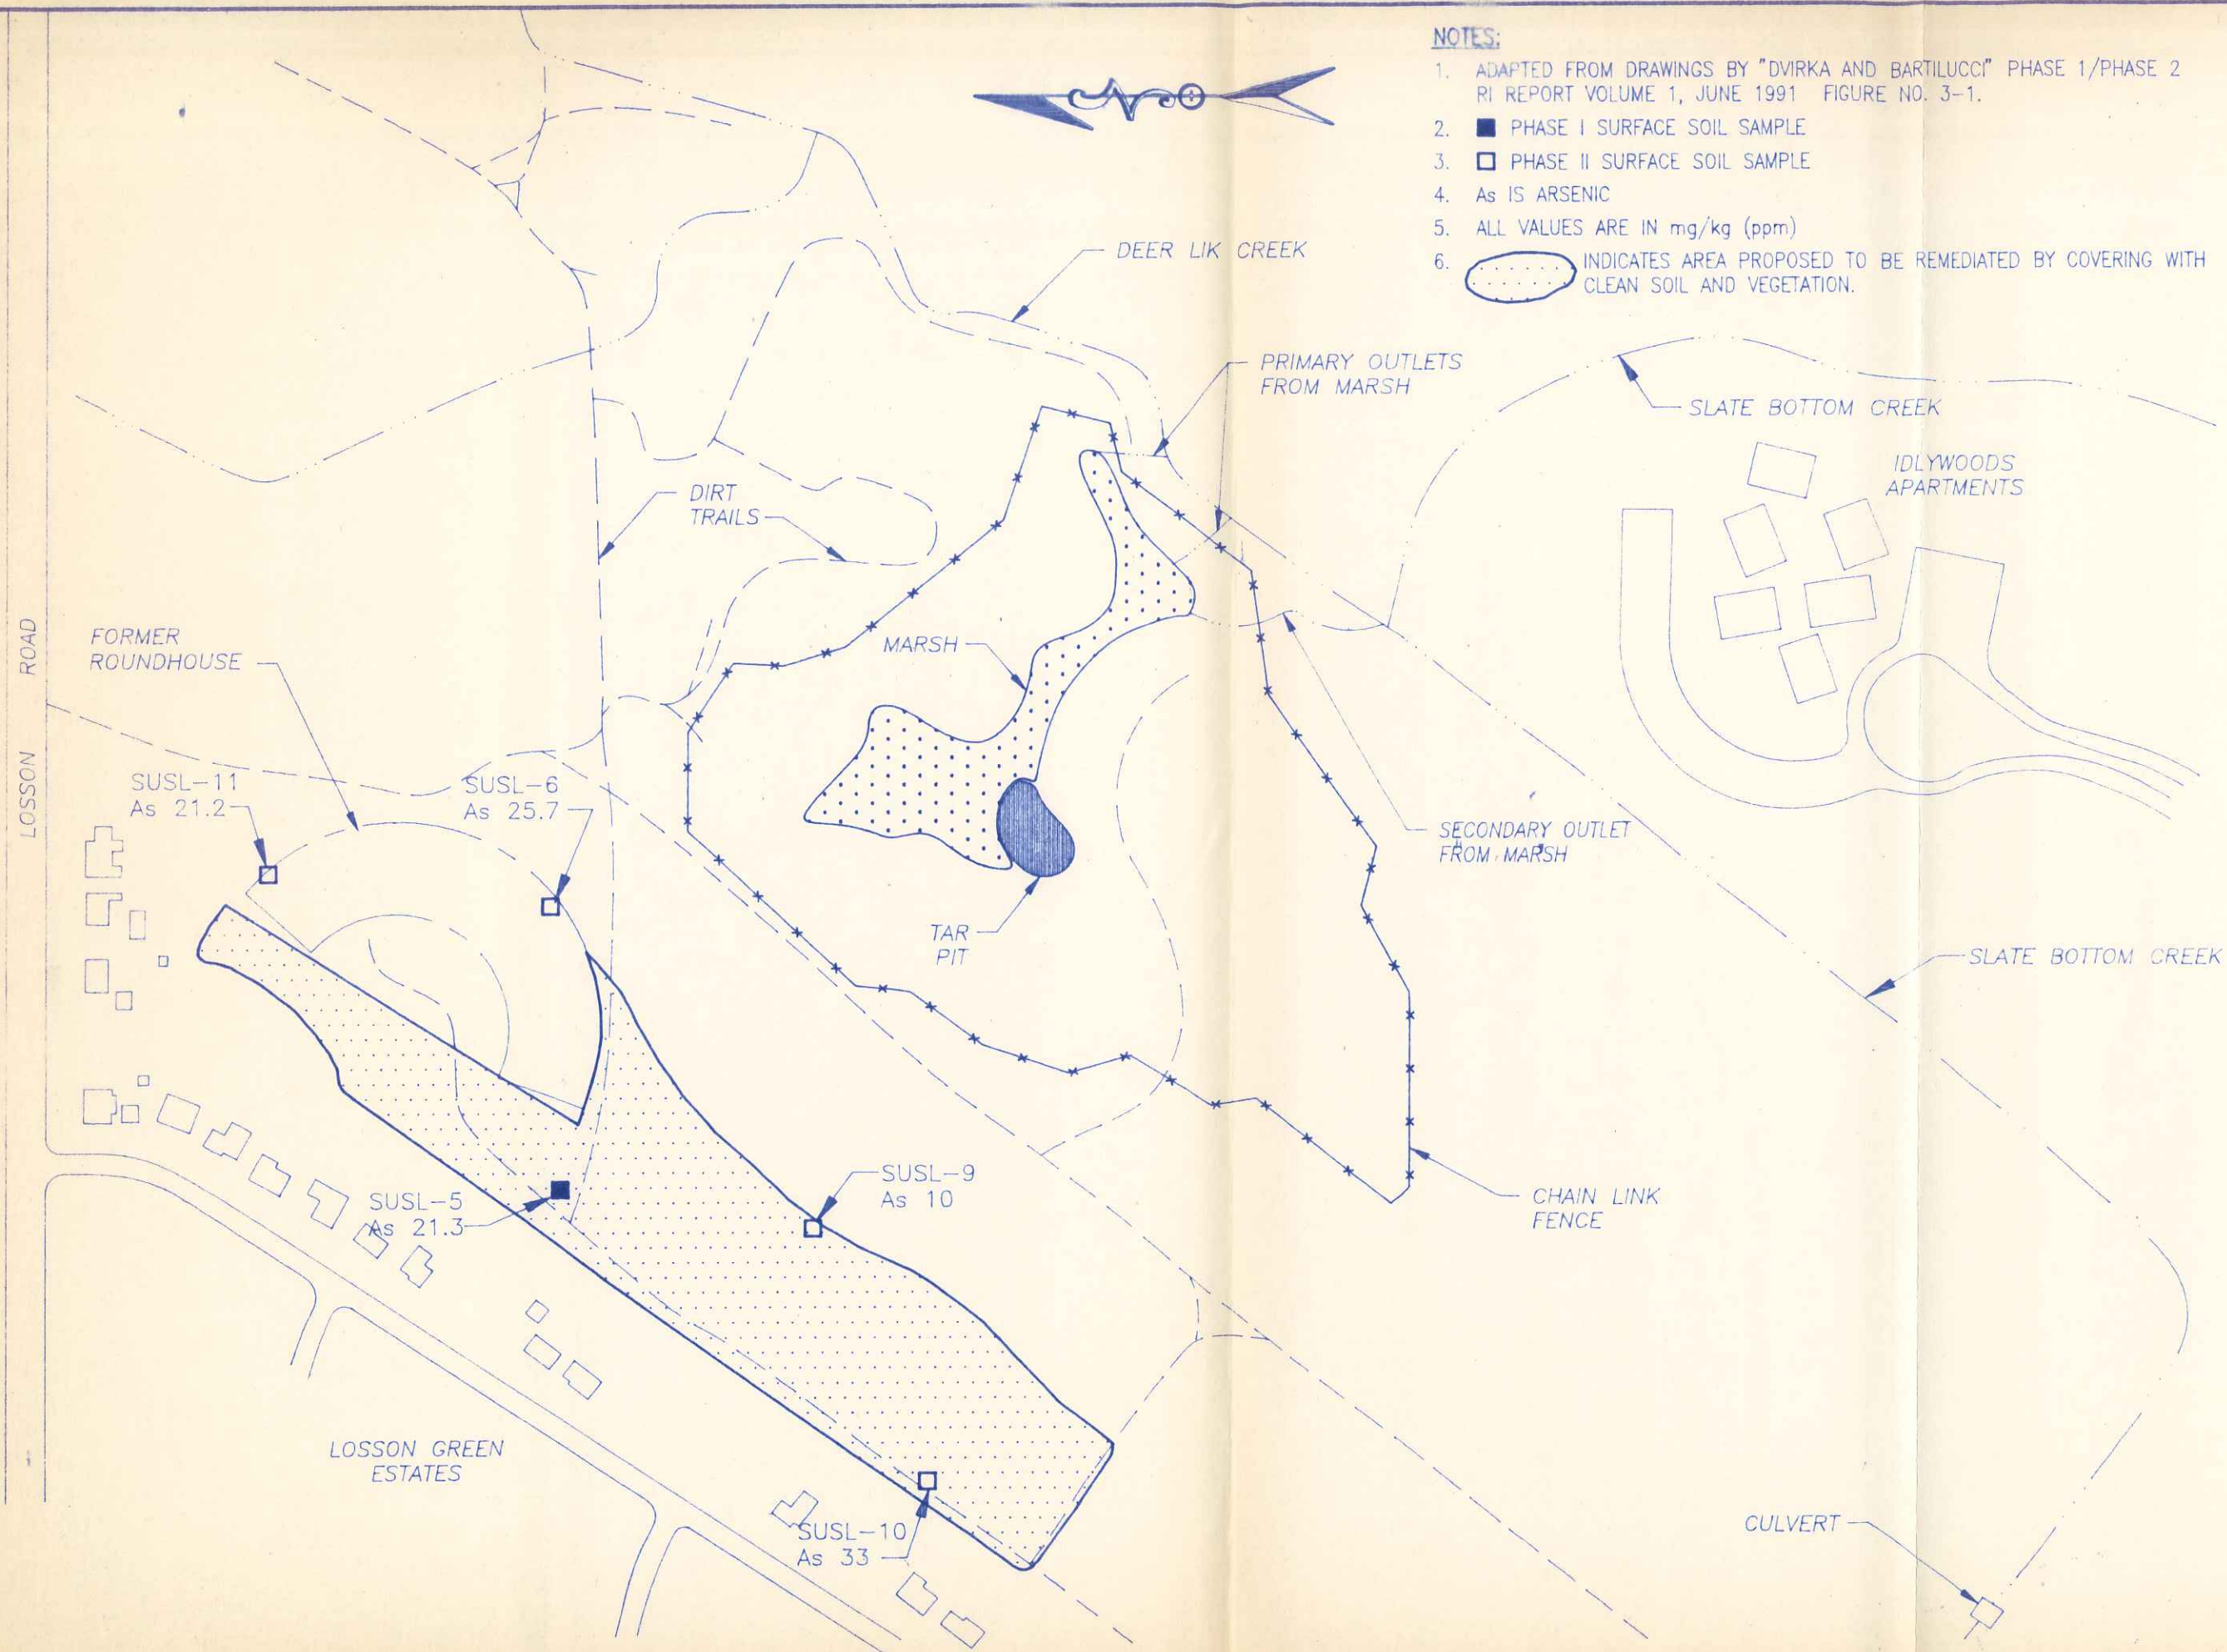 NOTES:
1. ADAPTED FROM DRAWINGS BY "DVIRKA AND BARTILUCCI" PHASE 1/PHASE 2
RI REPORT VOLUME 1, JUNE 1991 FIGURE NO. 3-1.
2. PHASE I SURFACE SOIL SAMPLE
3. PHASE II SURFACE SOIL SAMPLE
4. As IS ARSENIC
5. ALL VALUES ARE IN mg/kg (ppm)
6. INDICATES AREA PROPOSED TO BE REMEDIATED BY COVERING WITH
CLEAN SOIL AND VEGETATION.
N
DEER LIK CREEK
PRIMARY OUTLETS
FROM MARSH
SLATE BOTTOM CREEK
IDLYWOODS
APARTMENTS
DIRT
TRAILS
LOSSON ROAD
FORMER
ROUNDHOUSE
MARSH
SUSL-11
As 21.2
SUSL-6
As 25.7
SECONDARY OUTLET
FROM MARSH
TAR
PIT
SLATE BOTTOM CREEK
SUSL-5
As 21.3
SUSL-9
As 10
CHAIN LINK
FENCE
LOSSON GREEN
ESTATES
SUSL-10
As 33
CULVERT